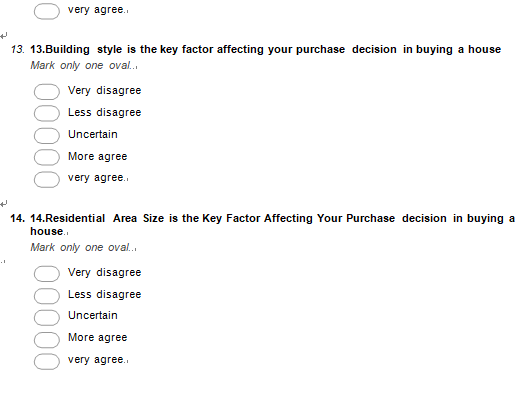 very agree.
13. 13.Building style is the key factor affecting your purchase decision in buying a house
Mark only one oval..
Very disagree
Less disagree
Uncertain
More agree
very agree.
14. 14.Residential Area Size is the Key Factor Affecting Your Purchase decision in buying a
house.
Mark only one oval..
Very disagree
Less disagree
Uncertain
More agree
very agree.